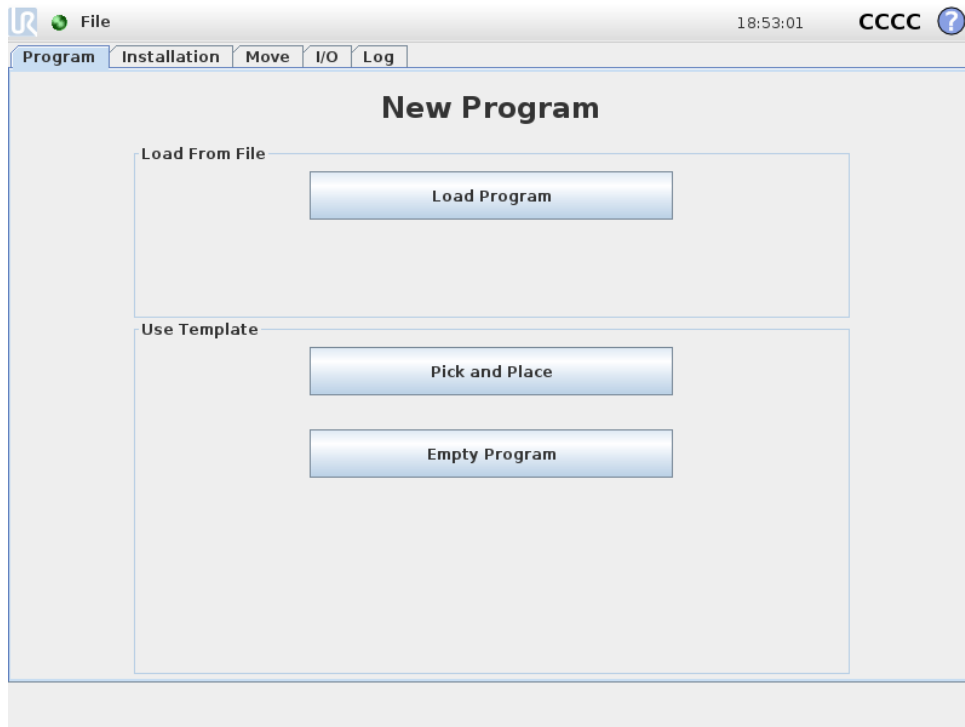 UR File 18:53:01 CCCC ?
Program Installation Move I/O Log
New Program
Load From File
Load Program
Use Template
Pick and Place
Empty Program